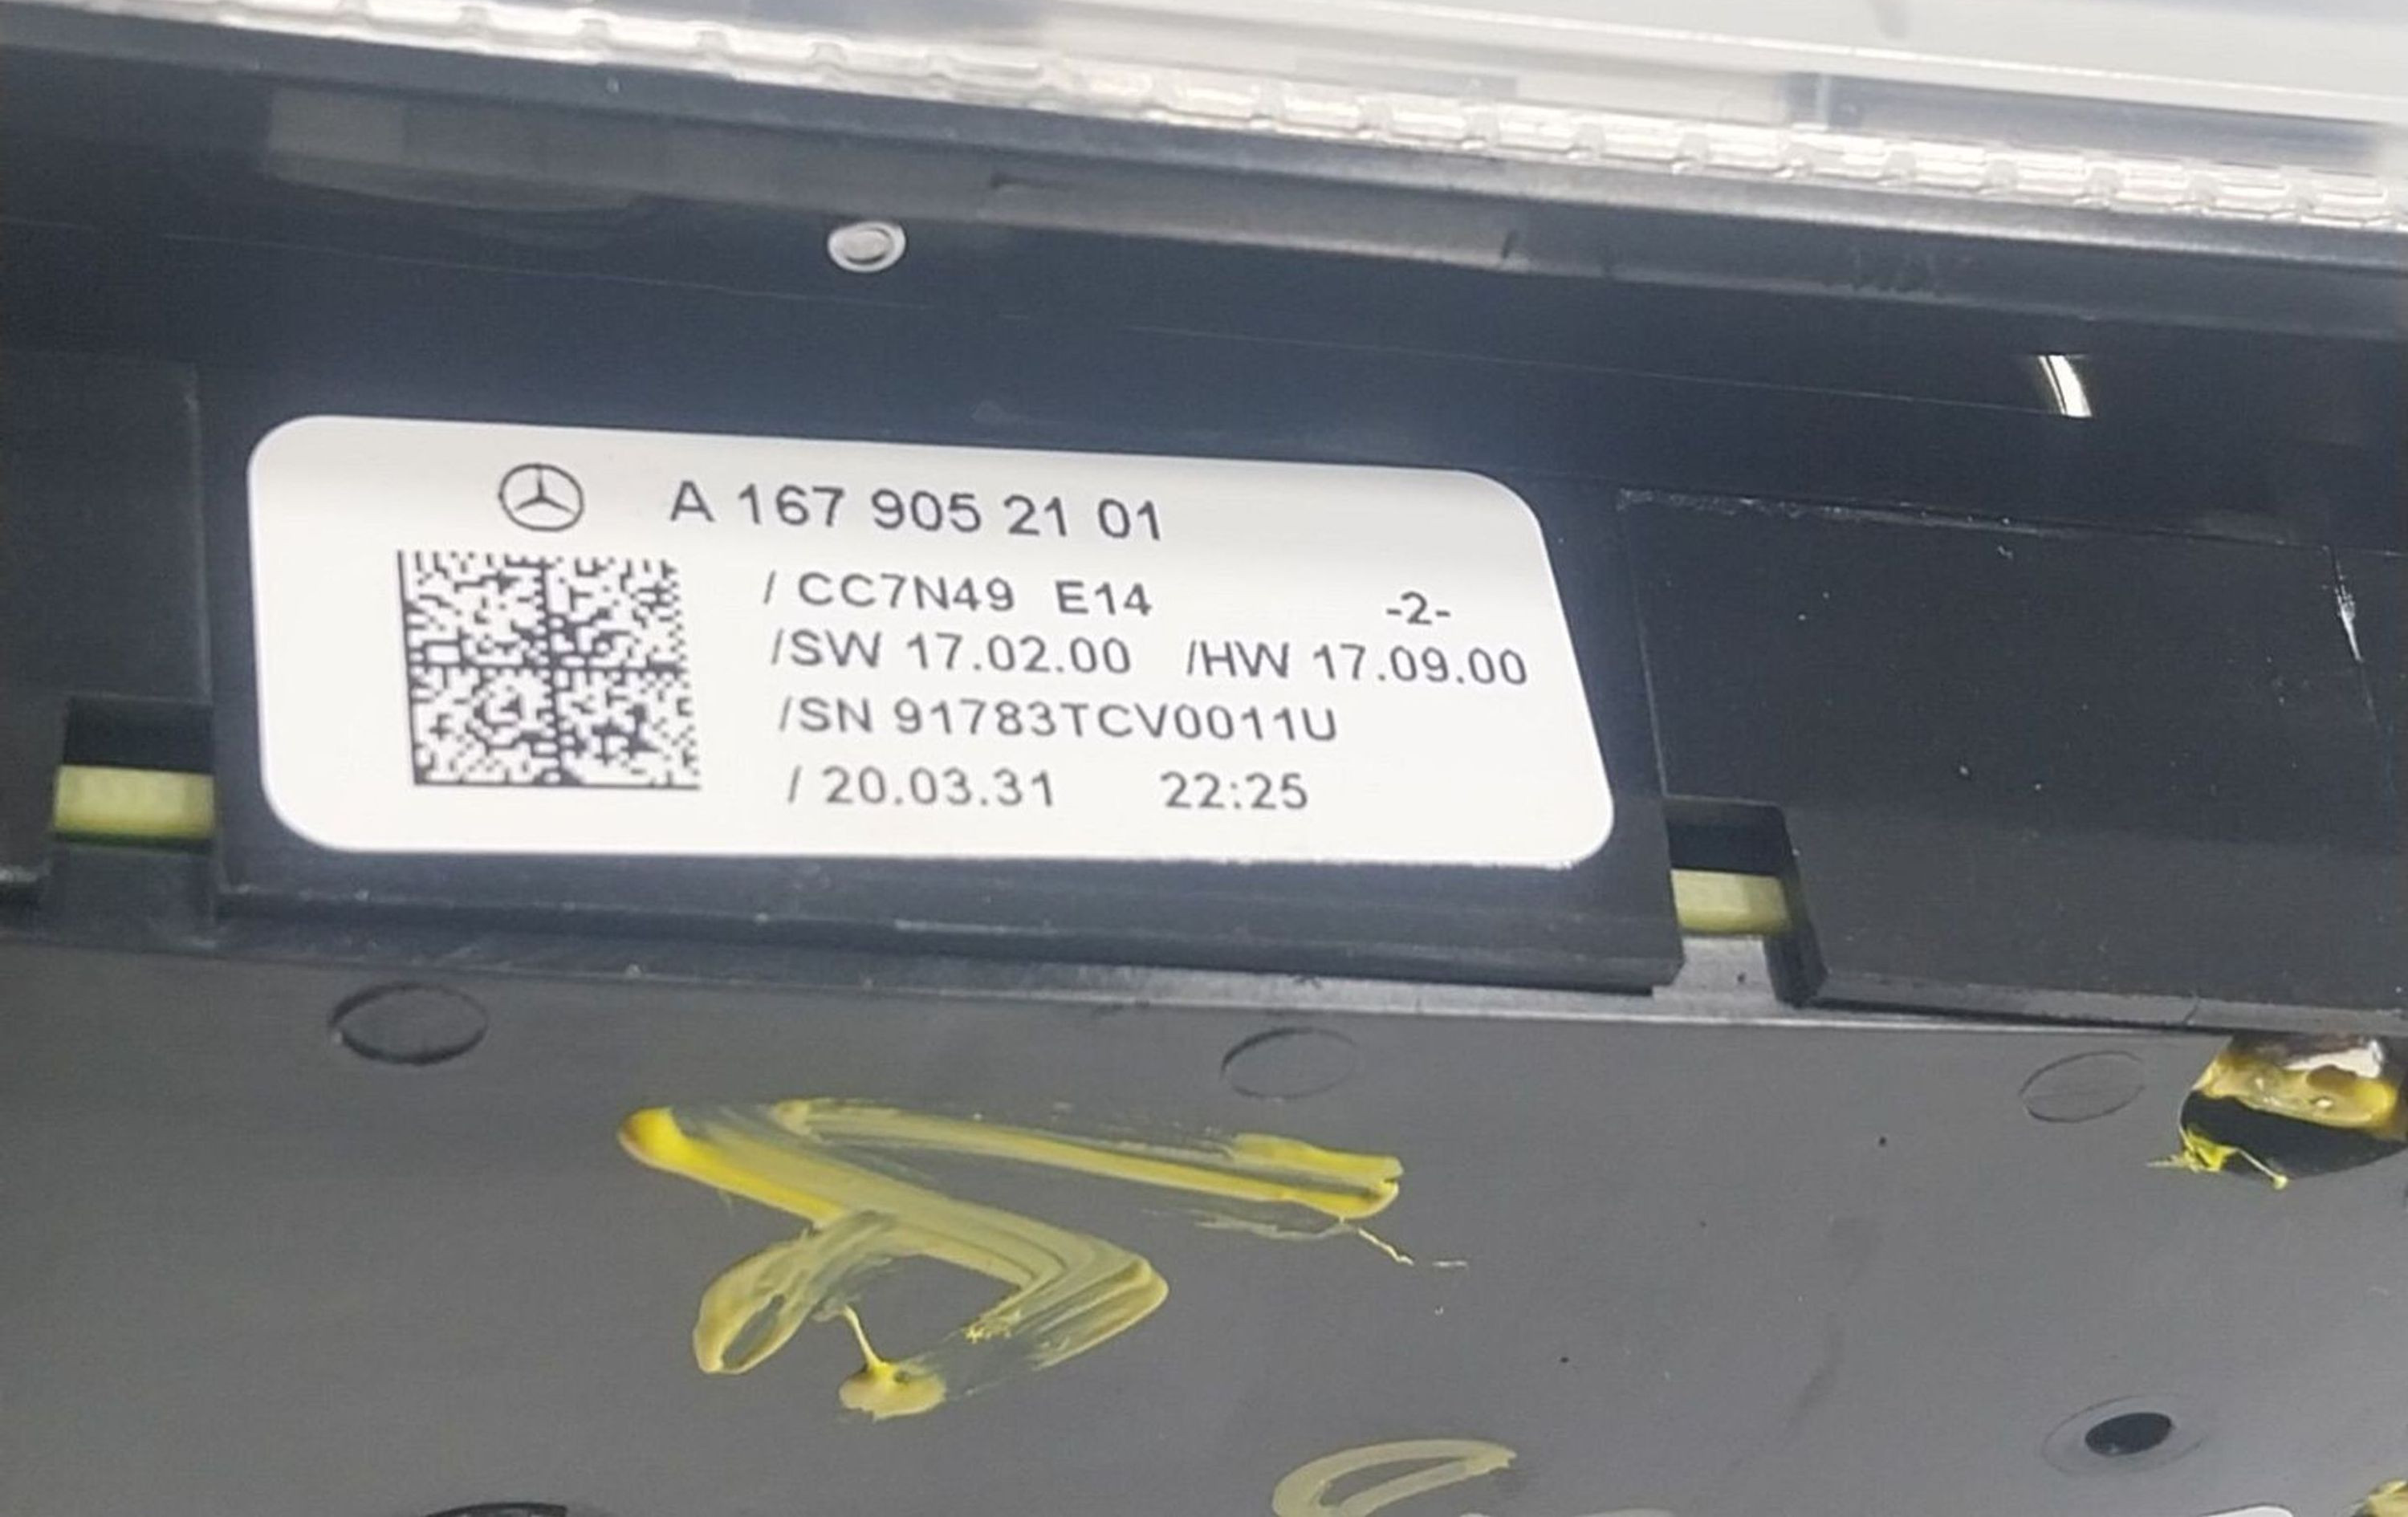 A 167 905 21 01
/ CC7N49 E14 -2-
/SW 17.02.00 /HW 17.09.00
/SN 91783TCV0011U
/ 20.03.31 22:25